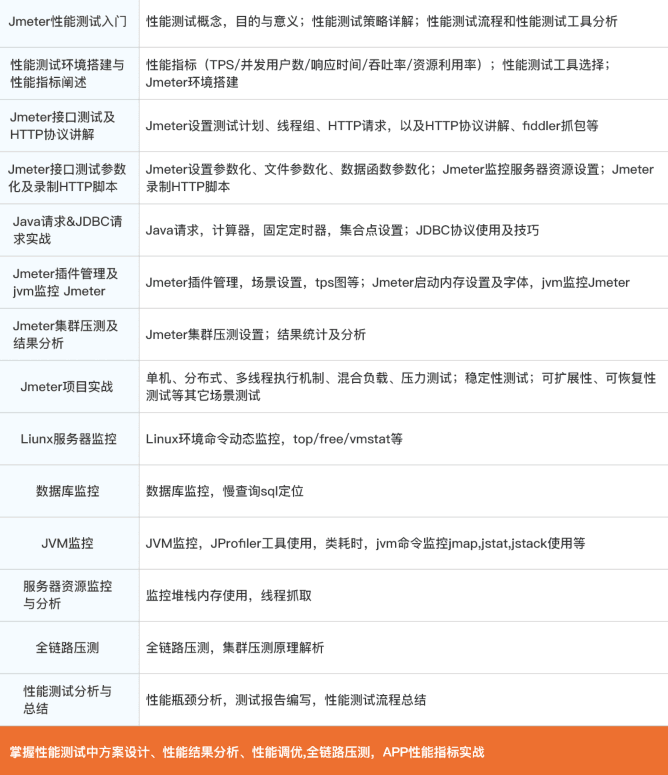 Jmeter性能测试入门
性能测试概念，目的与意义；性能测试策略详解；性能测试流程和性能测试工具分析
性能测试环境搭建与
性能指标阐述
性能指标（TPS/并发用户数/响应时间/吞吐率/资源利用率）；性能测试工具选择；
Jmeter环境搭建
Jmeter接口测试及
HTTP协议讲解
Jmeter设置测试计划、线程组、HTTP请求，以及HTTP协议讲解、fiddler抓包等
Jmeter接口测试参数
化及录制HTTP脚本
Jmeter设置参数化、文件参数化、数据函数参数化；Jmeter监控服务器资源设置；Jmeter
录制HTTP脚本
Java请求&JDBC请
求实战
Java请求，计算器，固定定时器，集合点设置；JDBC协议使用及技巧
Jmeter插件管理及
jvm监控 Jmeter
Jmeter插件管理，场景设置，tps图等；Jmeter启动内存设置及字体，jvm监控Jmeter
Jmeter集群压测及
结果分析
Jmeter集群压测设置；结果统计及分析
Jmeter项目实战
单机、分布式、多线程执行机制、混合负载、压力测试；稳定性测试；可扩展性、可恢复性
测试等其它场景测试
Liunx服务器监控
Linux环境命令动态监控，top/free/vmstat等
数据库监控
数据库监控，慢查询sql定位
JVM监控
JVM监控，JProfiler工具使用，类耗时，jvm命令监控jmap,jstat,jstack使用等
服务器资源监控
与分析
监控堆栈内存使用，线程抓取
全链路压测
全链路压测，集群压测原理解析
性能测试分析与
总结
性能瓶颈分析，测试报告编写，性能测试流程总结
掌握性能测试中方案设计、性能结果分析、性能调优,全链路压测，APP性能指标实战